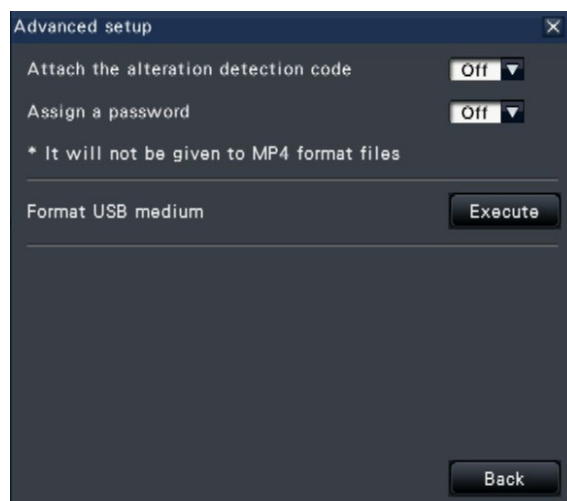 Advanced setup
Attach the alteration detection code Off
Assign a password Off
* It will not be given to MP4 format files
Format USB medium Execute
Back